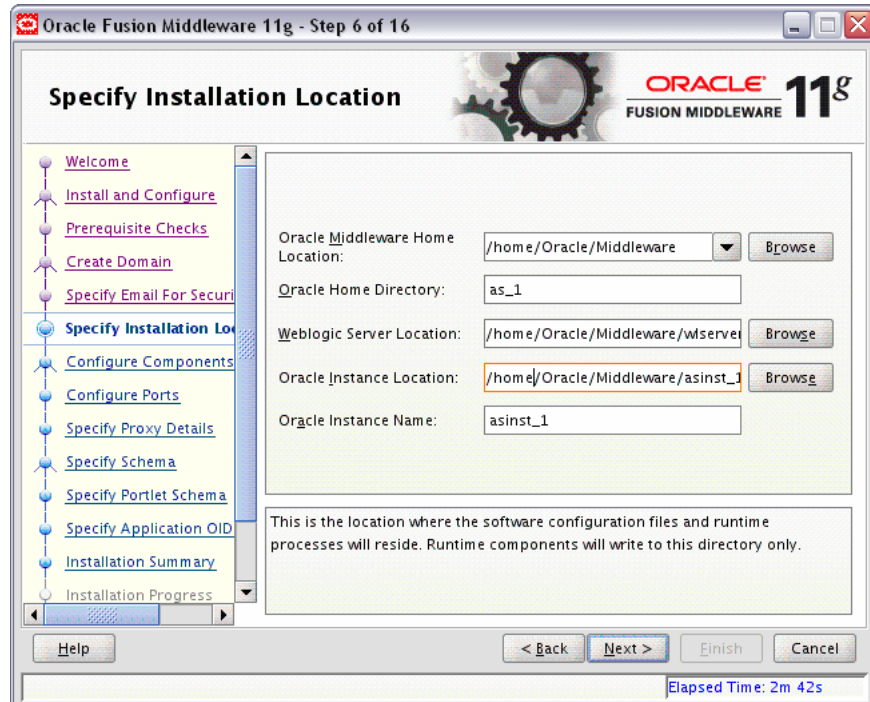 Oracle Fusion Middleware 11g - Step 6 of 16
Specify Installation Location
ORACLE
FUSION MIDDLEWARE
11g
Welcome
Install and Configure
Prerequisite Checks
Create Domain
Specify Email For Securi
Specify Installation Loc
Configure Components
Configure Ports
Specify Proxy Details
Specify Schema
Specify Portlet Schema
Specify Application OID
Installation Summary
Installation Progress
Oracle Middleware Home
Location:
/home/Oracle/Middleware
Browse
Oracle Home Directory:
as_1
Weblogic Server Location:
/home/Oracle/Middleware/wlserver
Browse
Oracle Instance Location:
/home/Oracle/Middleware/asinst_1
Browse
Oracle Instance Name:
asinst_1
This is the location where the software configuration files and runtime
processes will reside. Runtime components will write to this directory only.
Help
< Back
Next >
Finish
Cancel
Elapsed Time: 2m 42s